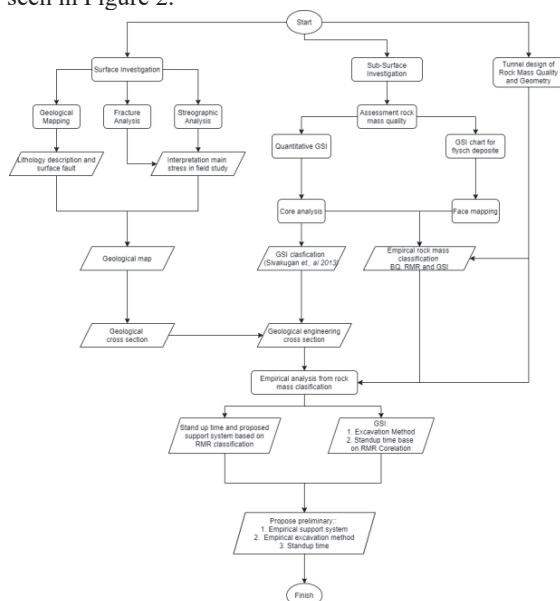 seen in Figure 2.
Start
Surface Investigation
Sub-Surface
Investigation
Tunnel design of
Rock Mass Quality
and Geometry
Geological
Mapping
Fracture
Analysis
Streographic
Analysis
Assessment rock
mass quality
Lithology description and
surface fault
Interpretation main
stress in field study
Quantitative GSI
GSI chart for
flysch deposite
Core analysis
Face mapping
Geological map
GSI clasfication
(Sivakugan et., al 2013)
Empircal rock mass
classification
BQ, RMR and GSI
Geological
cross section
Geological engineering
cross section
Empirical analysis from rock
mass clasification
Stand up time and proposed
support system based on
RMR classification
GSI:
1. Excavation Method
2. Standup time base
on RMR Corelation
Propose preliminary::
1. Empirical support system
2. Empirical excavation method
3. Standup time
Finish